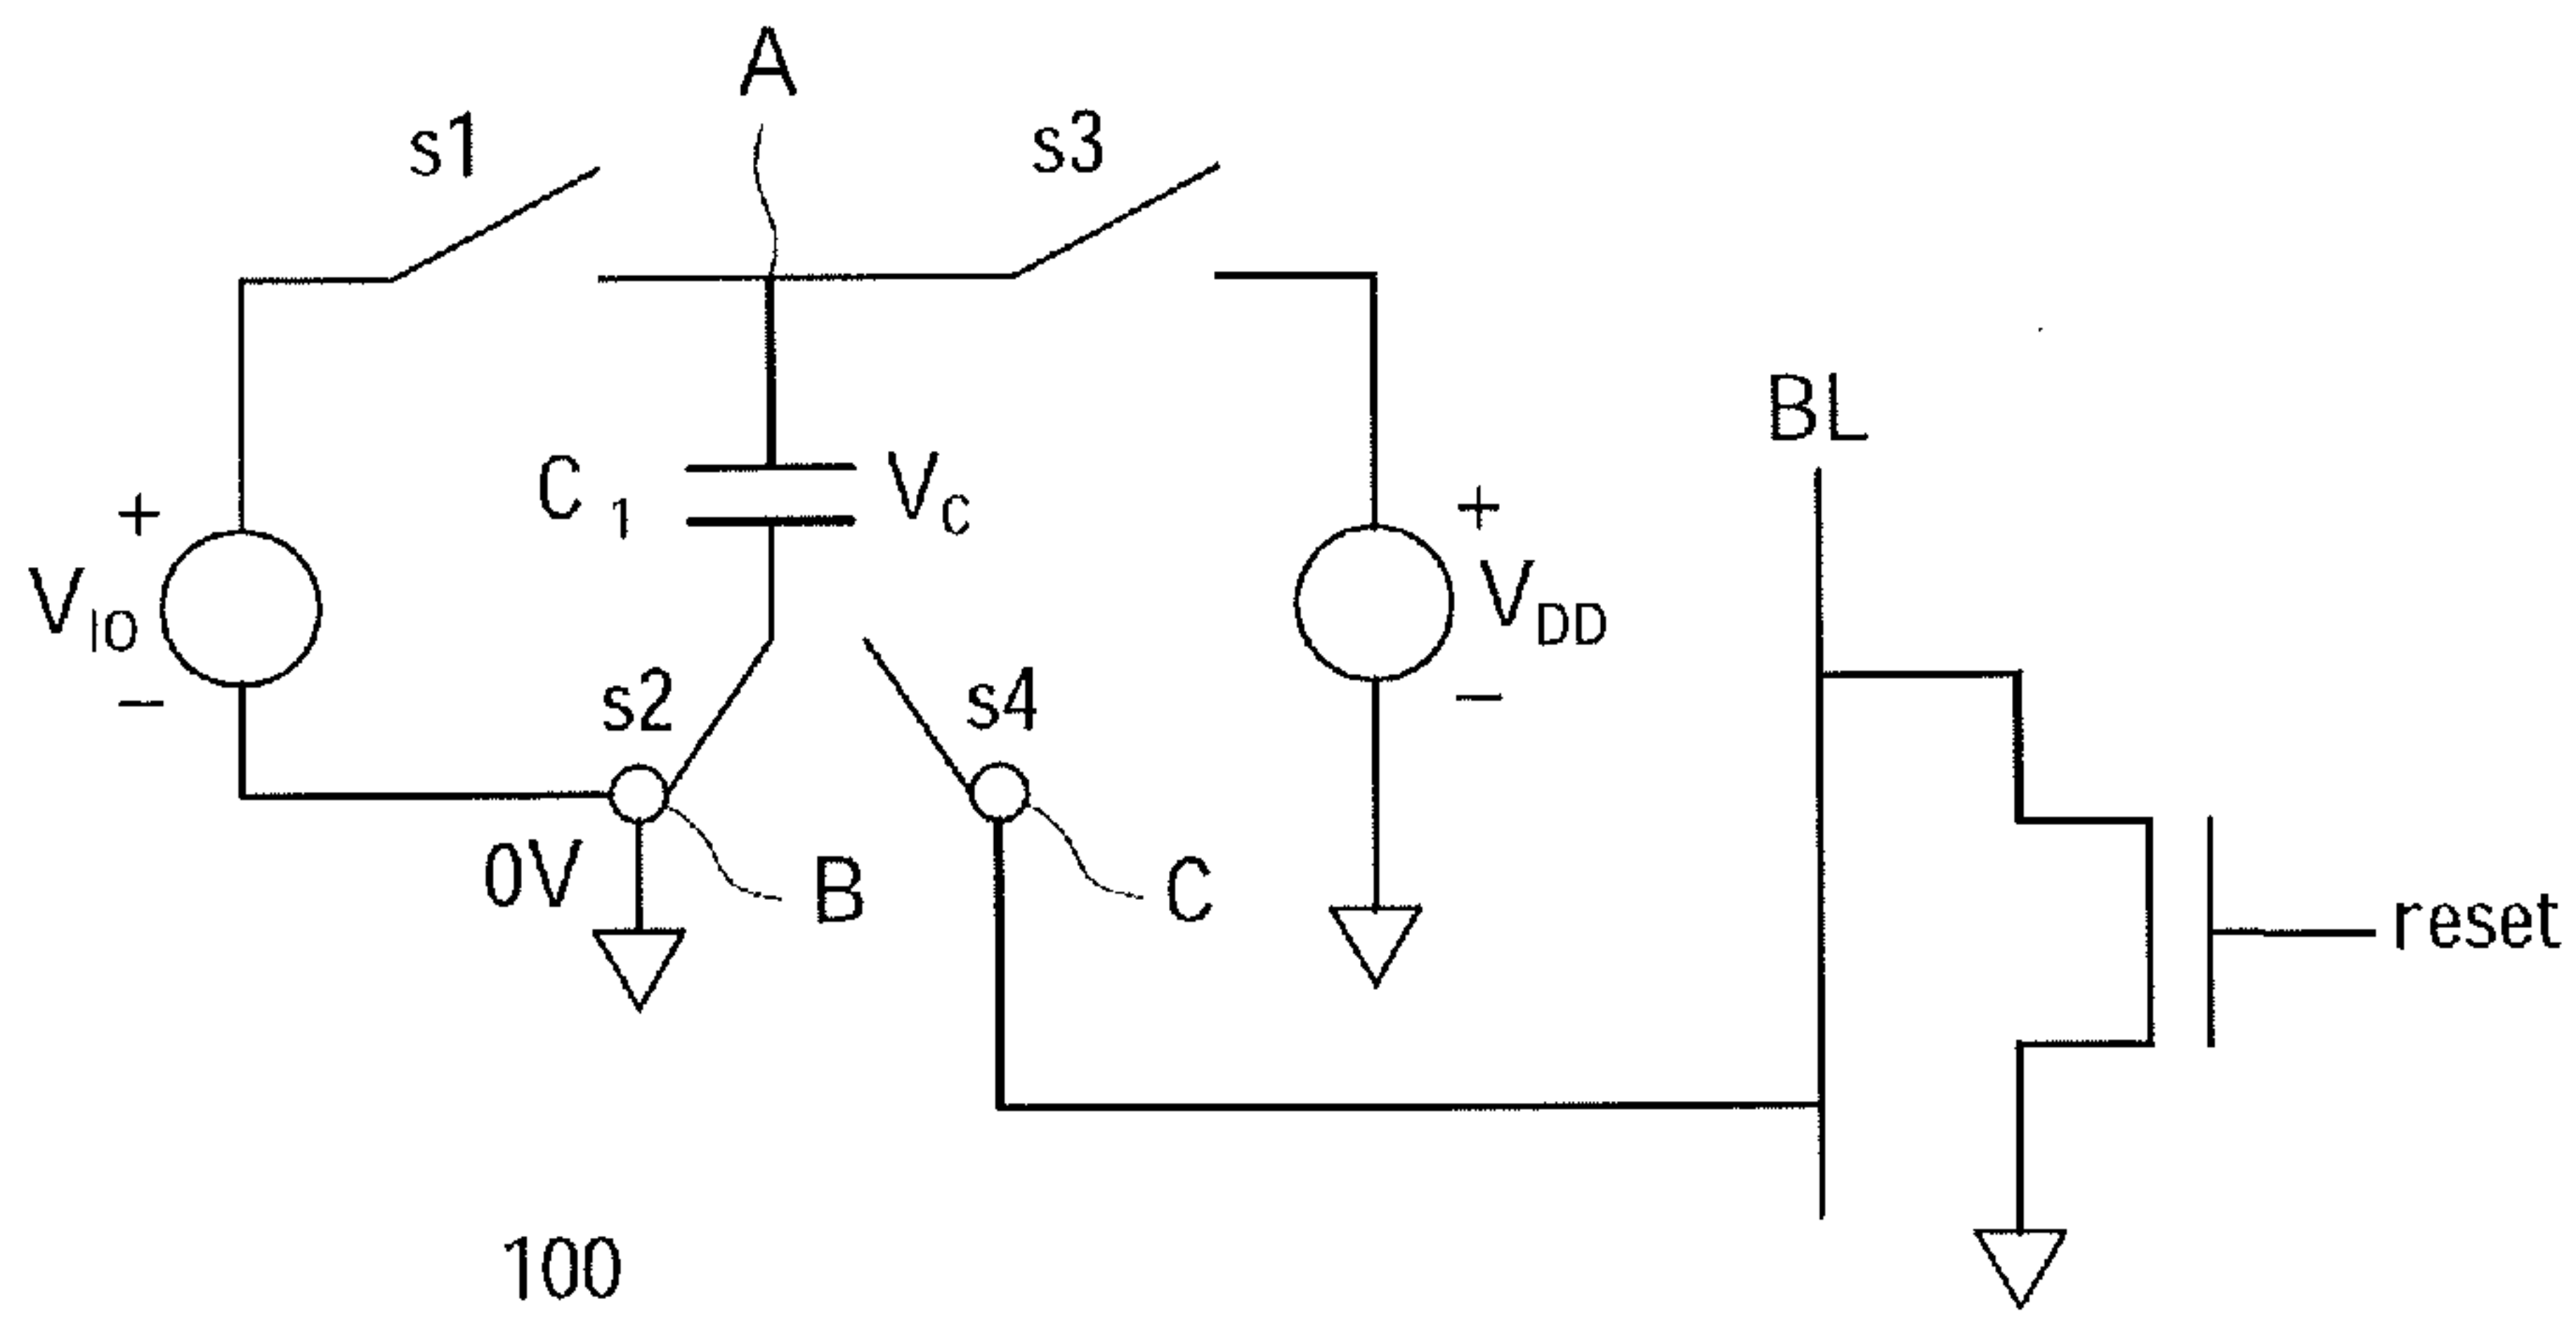 A
s1
s3
BL
C1
VC
+
+
VIO
VDD
−
−
s2
s4
0V
B
C
reset
100